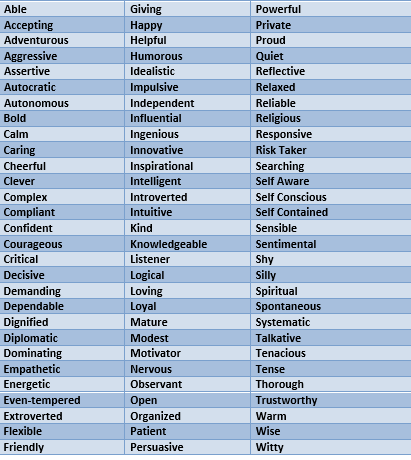 Able Giving Powerful
Accepting Happy Private
Adventurous Helpful Proud
Aggressive Humorous Quiet
Assertive Idealistic Reflective
Autocratic Impulsive Relaxed
Autonomous Independent Reliable
Bold Influential Religious
Calm Ingenious Responsive
Caring Innovative Risk Taker
Cheerful Inspirational Searching
Clever Intelligent Self Aware
Complex Introverted Self Conscious
Compliant Intuitive Self Contained
Confident Kind Sensible
Courageous Knowledgeable Sentimental
Critical Listener Shy
Decisive Logical Silly
Demanding Loving Spiritual
Dependable Loyal Spontaneous
Dignified Mature Systematic
Diplomatic Modest Talkative
Dominating Motivator Tenacious
Empathetic Nervous Tense
Energetic Observant Thorough
Even-tempered Open Trustworthy
Extroverted Organized Warm
Flexible Patient Wise
Friendly Persuasive Witty